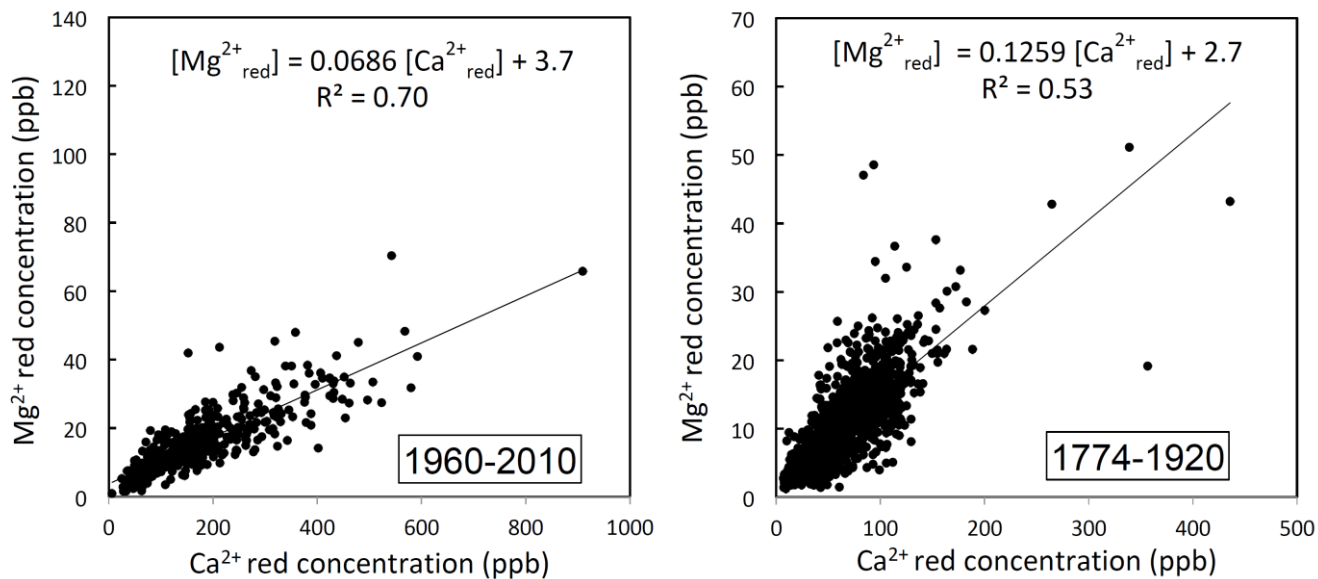 140
120
100
80
60
40
20
0
Mg²⁺ red concentration (ppb)
[Mg²⁺red] = 0.0686 [Ca²⁺red] + 3.7
R² = 0.70
1960-2010
0 200 400 600 800 1000
Ca²⁺ red concentration (ppb)
70
60
50
40
30
20
10
0
Mg²⁺ red concentration (ppb)
[Mg²⁺red] = 0.1259 [Ca²⁺red] + 2.7
R² = 0.53
1774-1920
0 100 200 300 400 500
Ca²⁺ red concentration (ppb)